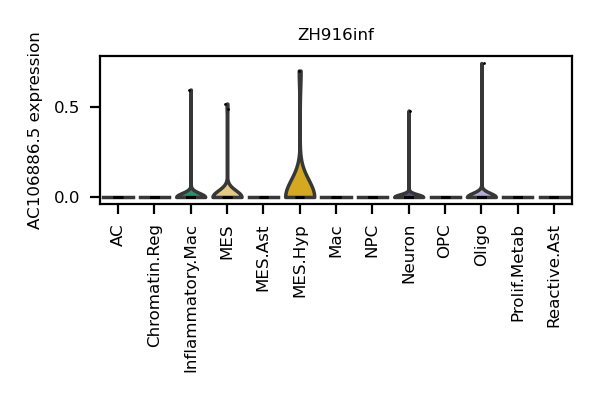 ZH916inf
AC106886.5 expression
0.5
0.0
AC
Chromatin.Reg
Inflammatory.Mac
MES
MES.Ast
MES.Hyp
Mac
NPC
Neuron
OPC
Oligo
Prolif.Metab
Reactive.Ast